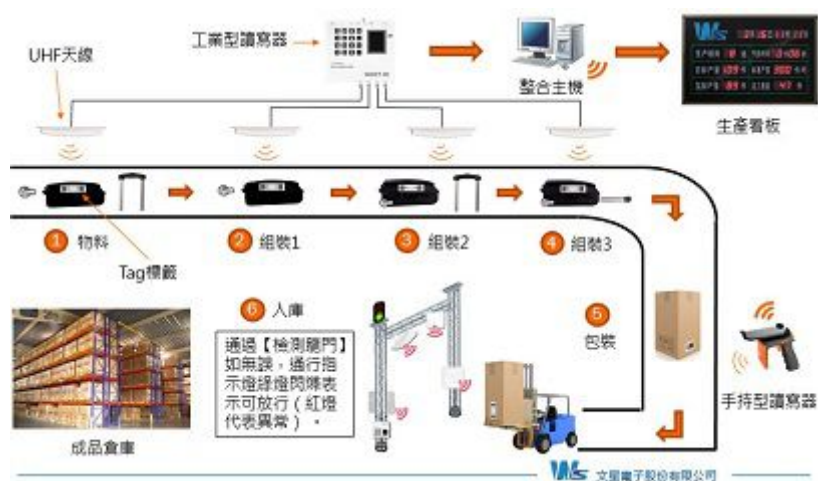 UHF天線
工業型讀寫器
整合主機
生產看板
1 物料
2 組裝1
3 組裝2
4 組裝3
Tag標籤
6 入庫
通過【檢測龍門】
如無誤，通行指
示燈綠燈閃爍表
示可放行（紅燈
代表異常）。
5
包裝
手持型讀寫器
成品倉庫
WS 文星電子股份有限公司